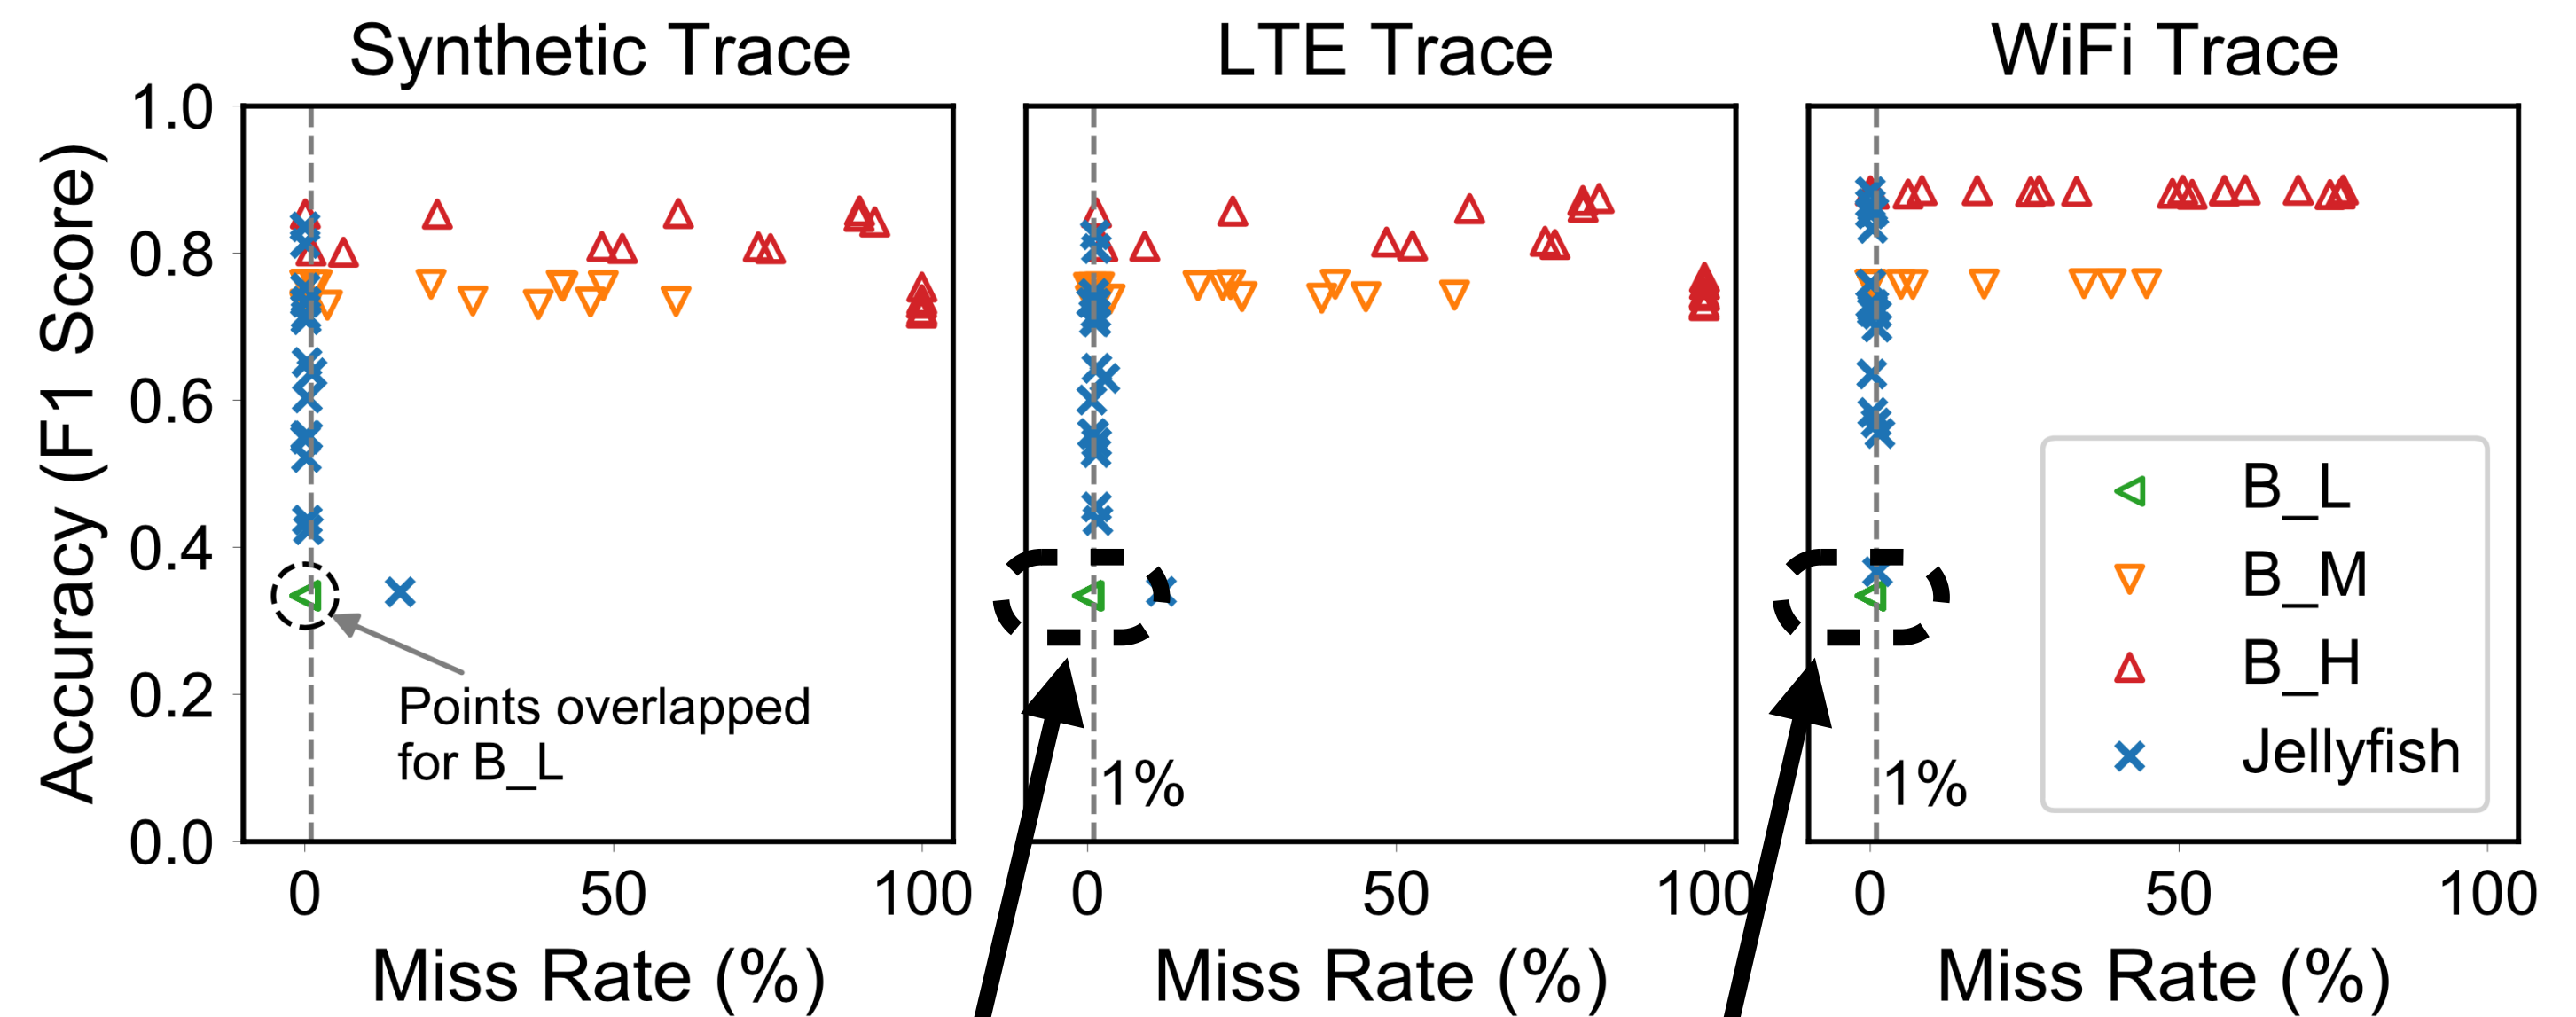 Synthetic Trace
LTE Trace
WiFi Trace
Accuracy (F1 Score)
1.0
0.8
0.6
0.4
0.2
0.0
Points overlapped
for B_L
1%
1%
B_L
B_M
B_H
Jellyfish
0 50 100
0 50 100
0 50 100
Miss Rate (%)
Miss Rate (%)
Miss Rate (%)